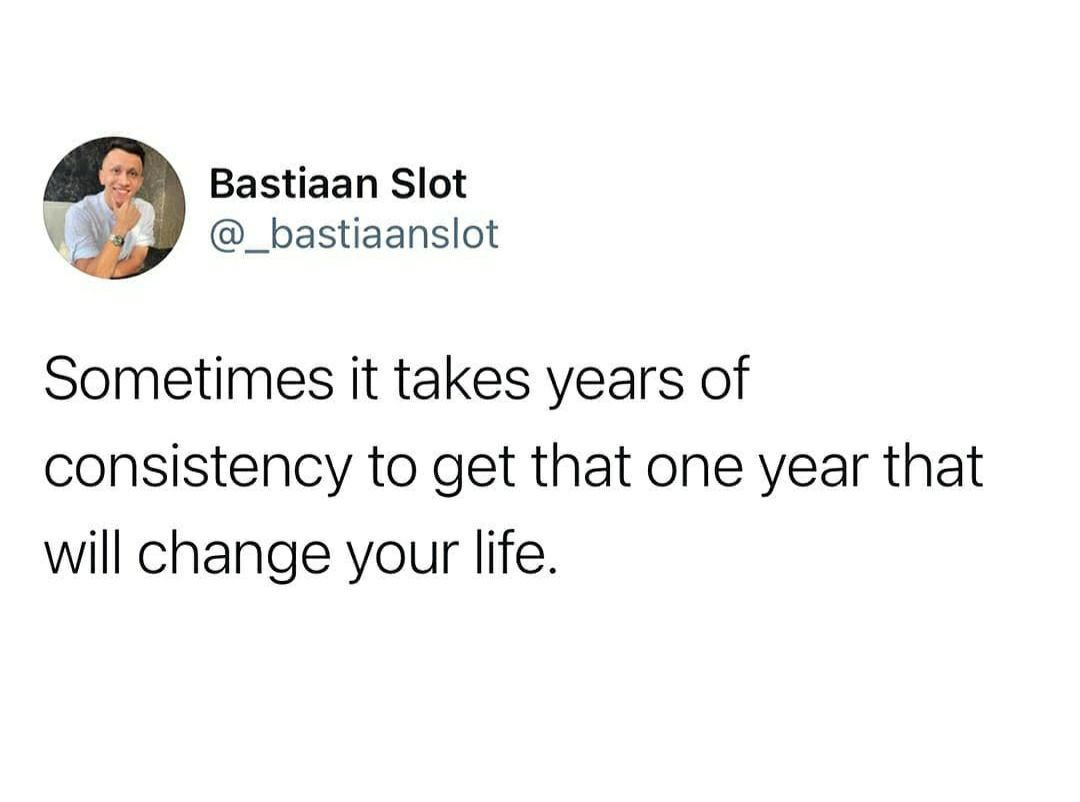 Bastiaan Slot
@_bastiaanslot
Sometimes it takes years of
consistency to get that one year that
will change your life.